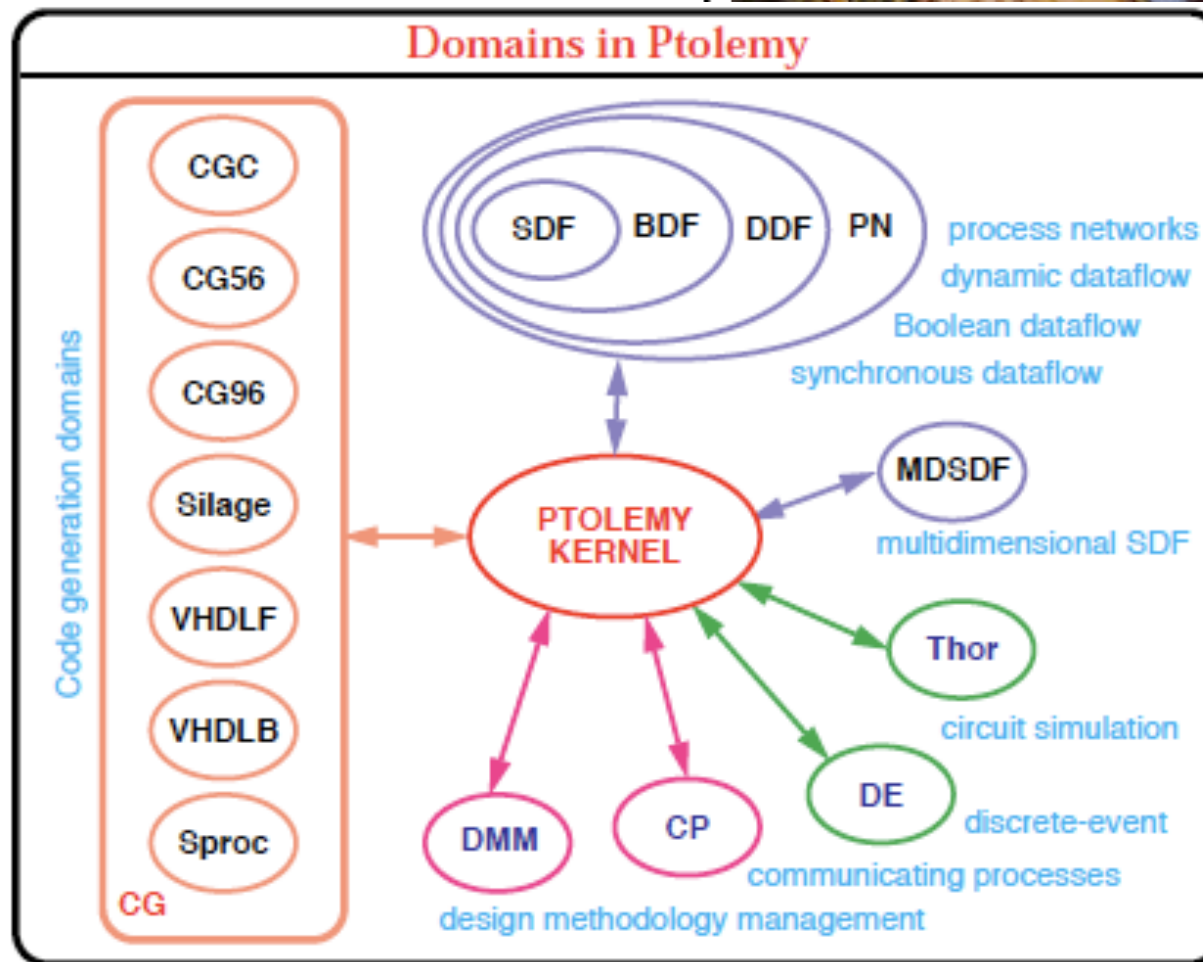 Domains in Ptolemy
Code generation domains
CGC
CG56
CG96
Silage
VHDLF
VHDLB
Sproc
CG
SDF BDF DDF PN
process networks
dynamic dataflow
Boolean dataflow
synchronous dataflow
PTOLEMY
KERNEL
MDSDF
multidimensional SDF
Thor
circuit simulation
DE
discrete-event
CP
communicating processes
DMM
design methodology management